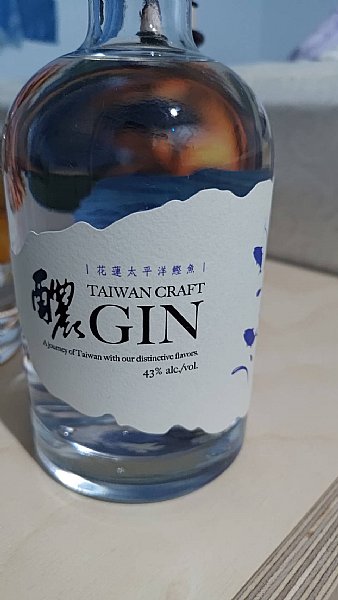 ｜花蓮太平洋鰹魚｜
醲
TAIWAN CRAFT
GIN
A journey of Taiwan with our distinctive flavors.
43% alc./vol.